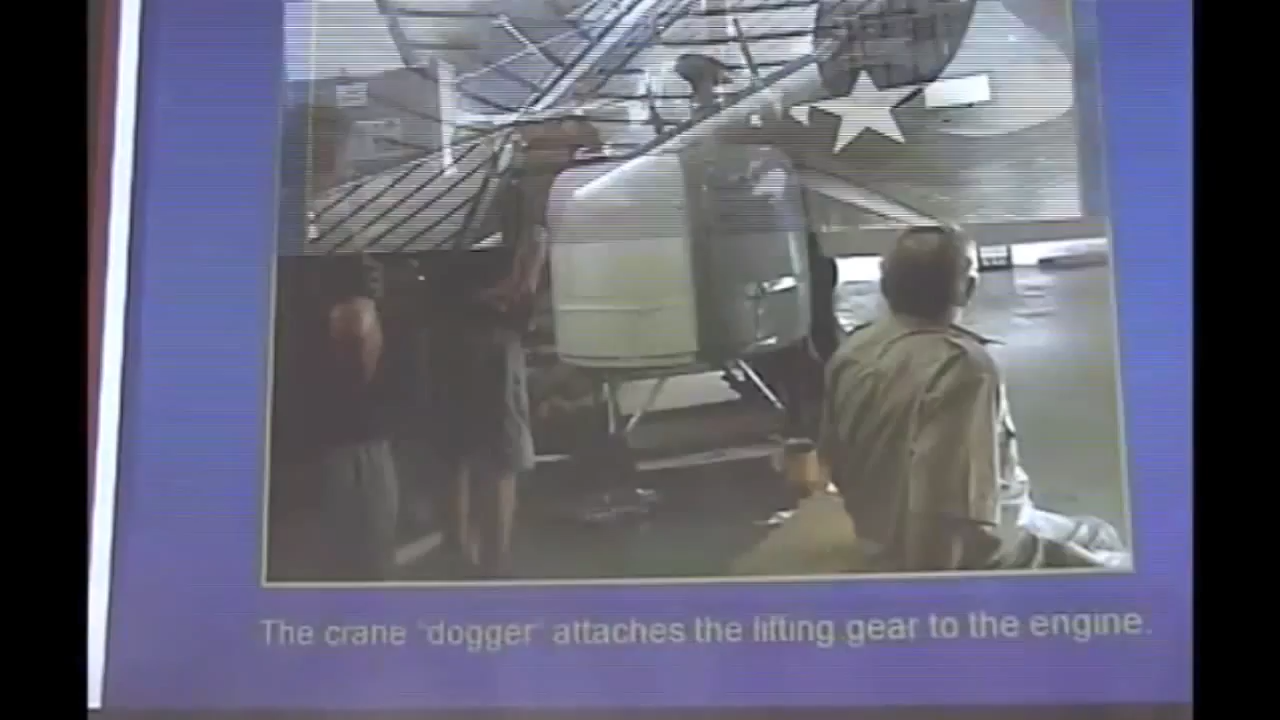 The crane 'dogger' attaches the lifting gear to the engine.